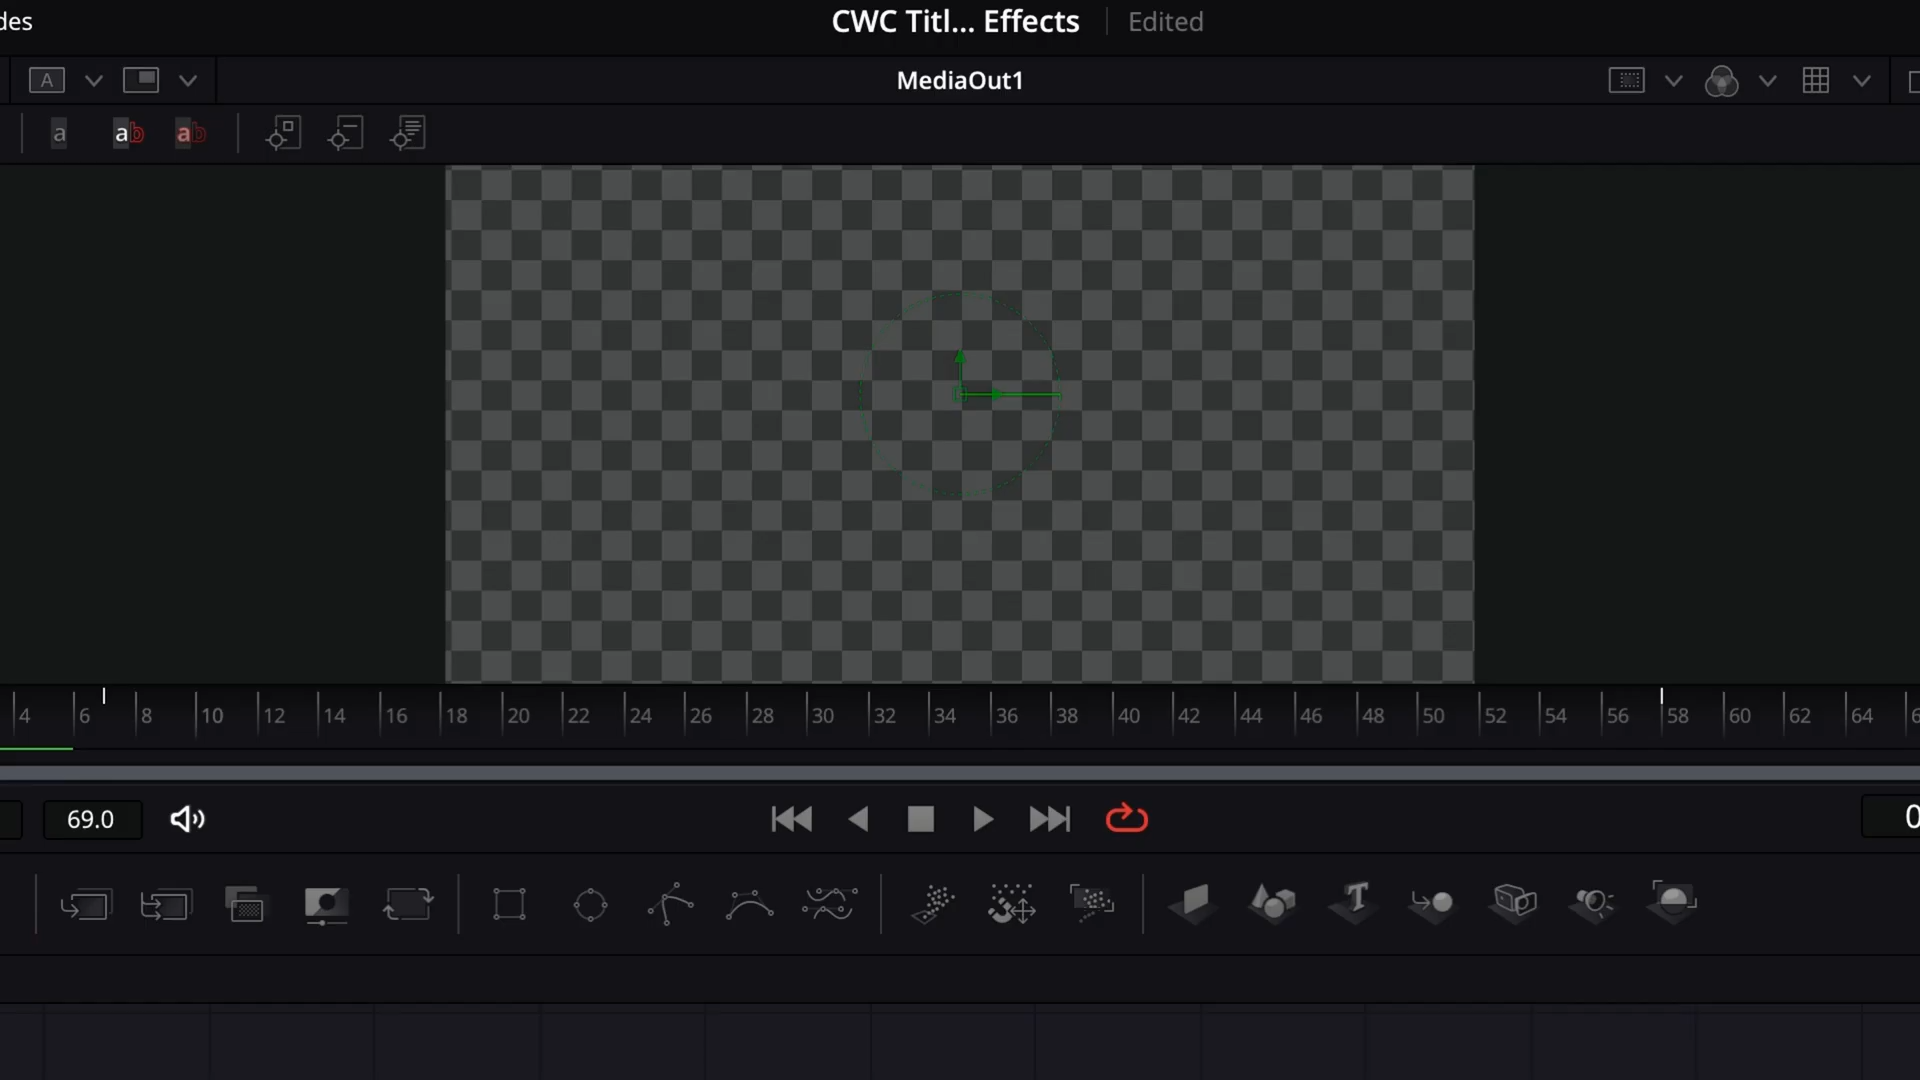 des
CWC Titl... Effects
Edited
A
MediaOut1
a
ab
ab
4 6 8 10 12 14 16 18 20 22 24 26 28 30 32 34 36 38 40 42 44 46 48 50 52 54 56 58 60 62 64 6
69.0
0
T